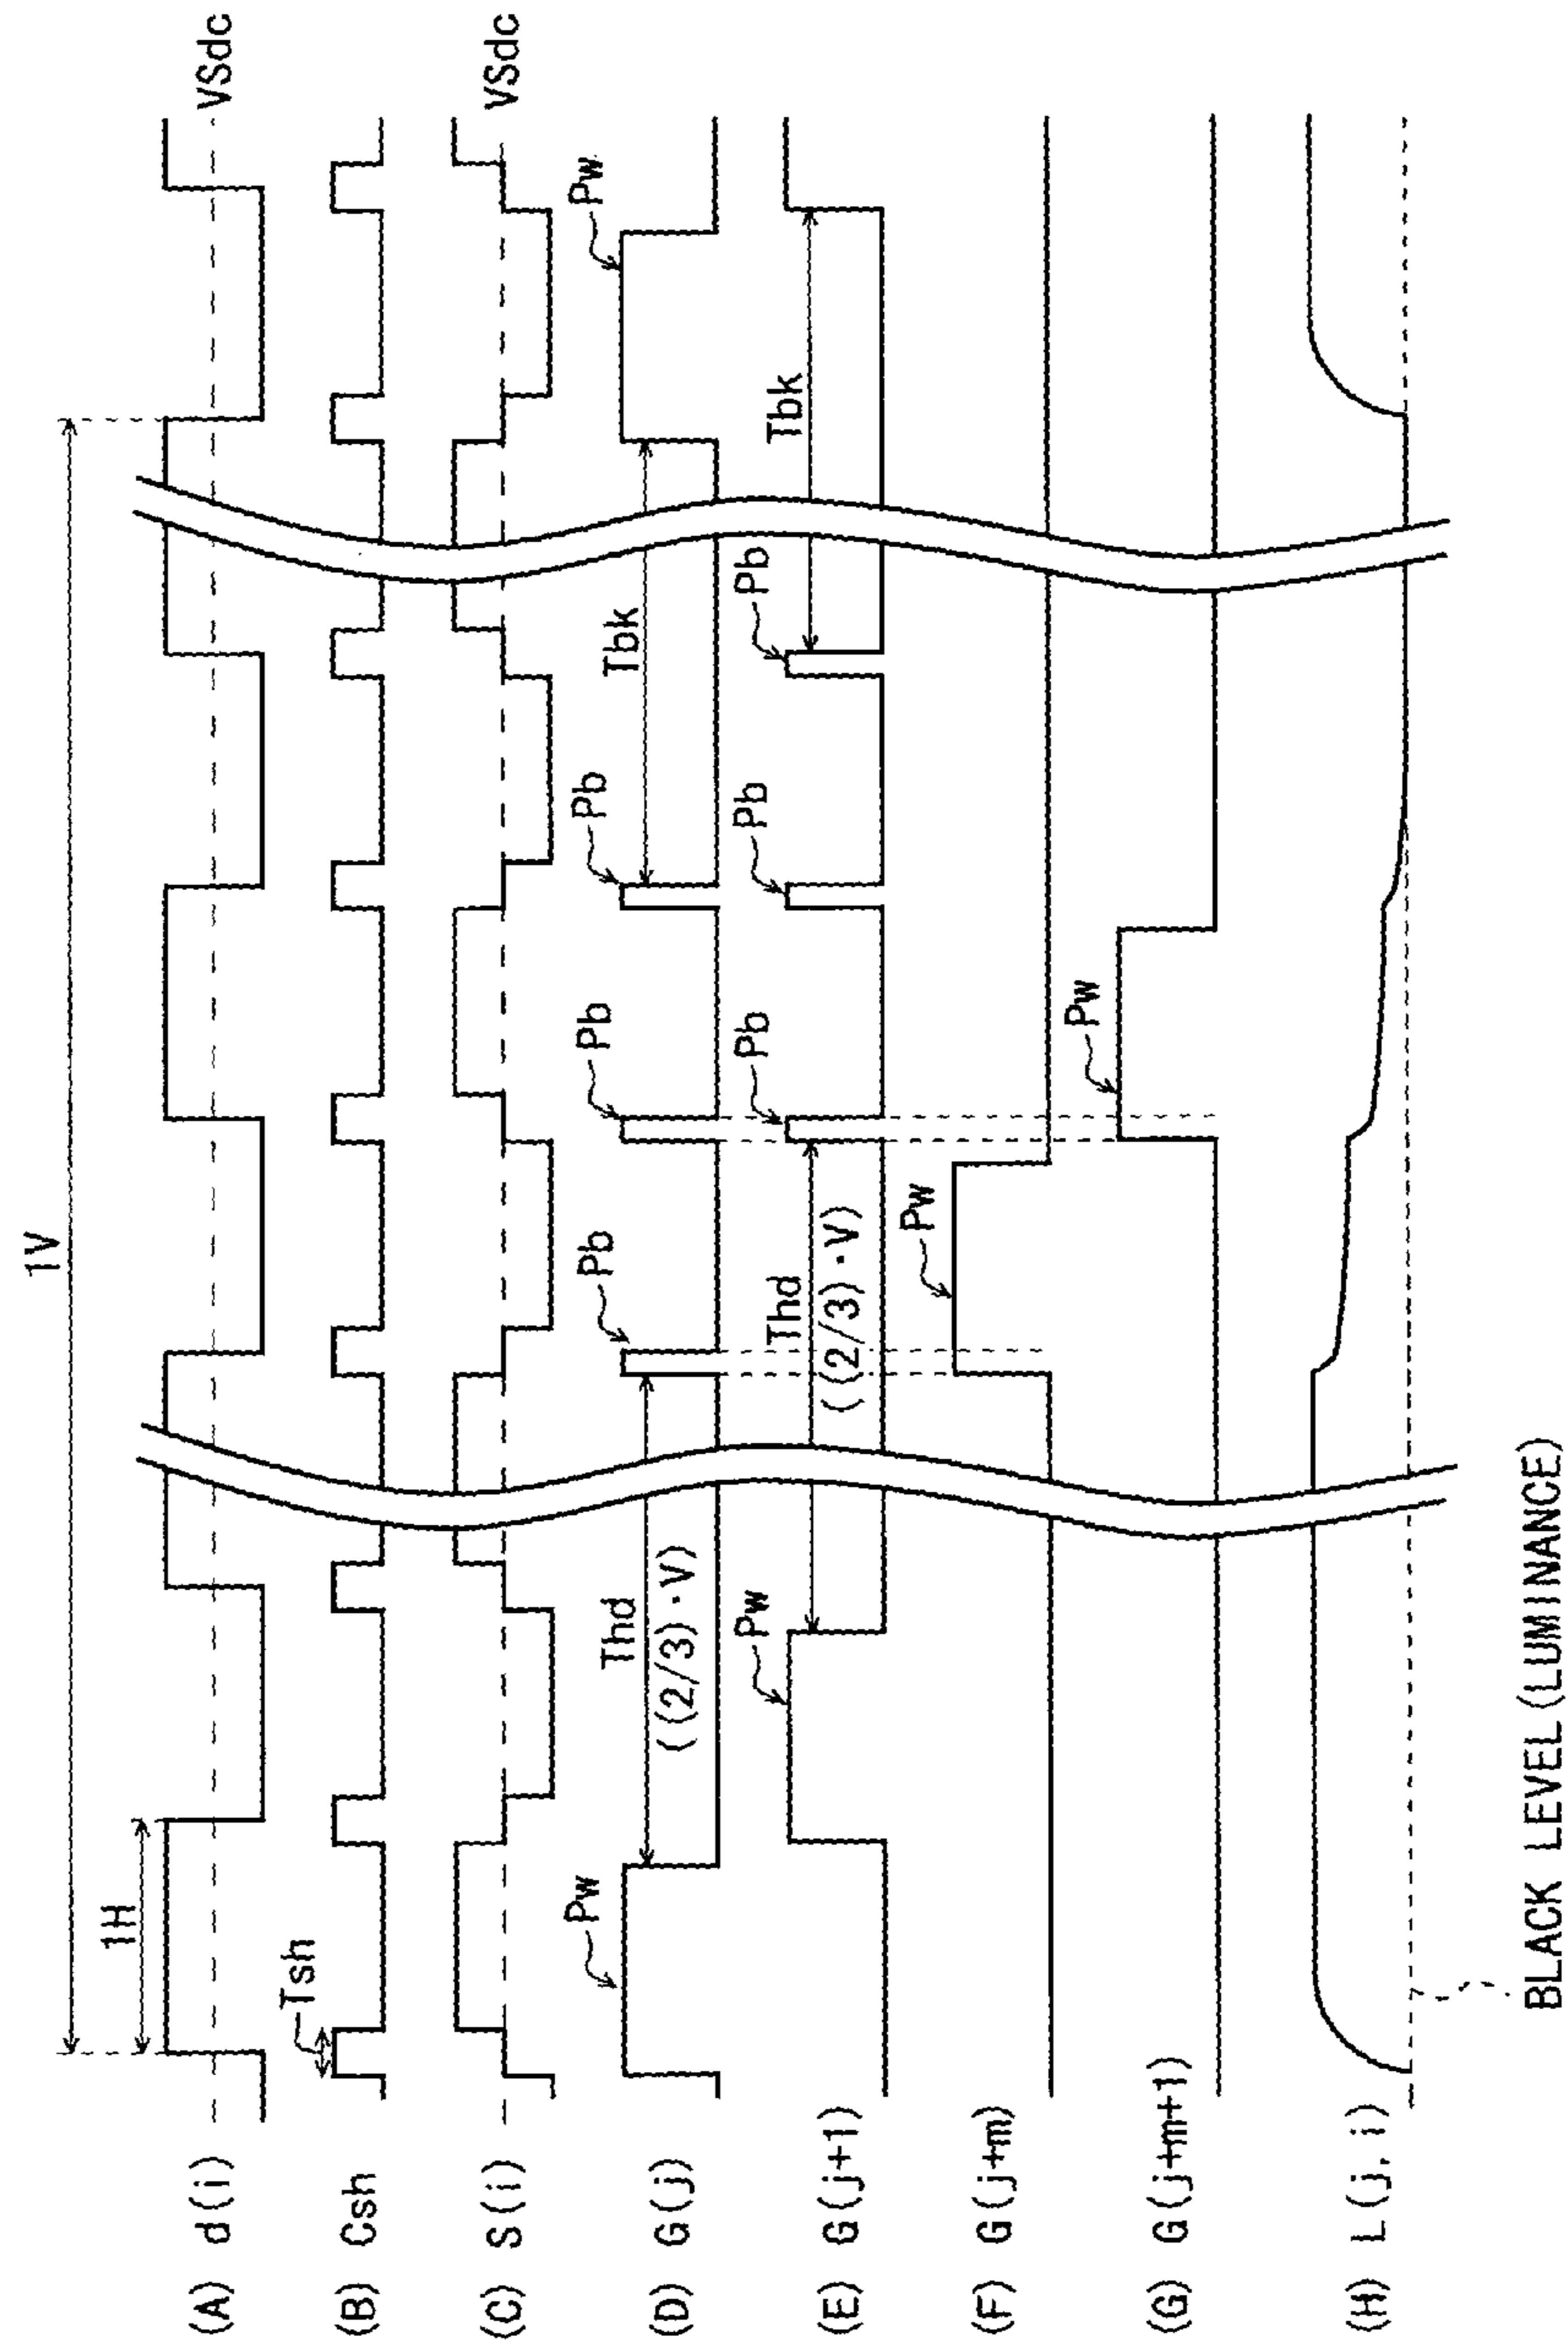 1V
1H
(A) d(i)
VSdc
Tsh
(B) Csh
(C) S(i)
VSdc
(D) G(j)
Pw
Thd
((2/3)·V)
Pb
Pb
Pb
Tbk
Pw
(E) G(j+1)
Pw
Thd
((2/3)·V)
Pb
Pb
Pb
Tbk
(F) G(j+m)
Pw
(G) G(j+m+1)
Pw
(H) L(j, i)
BLACK LEVEL(LUMINANCE)